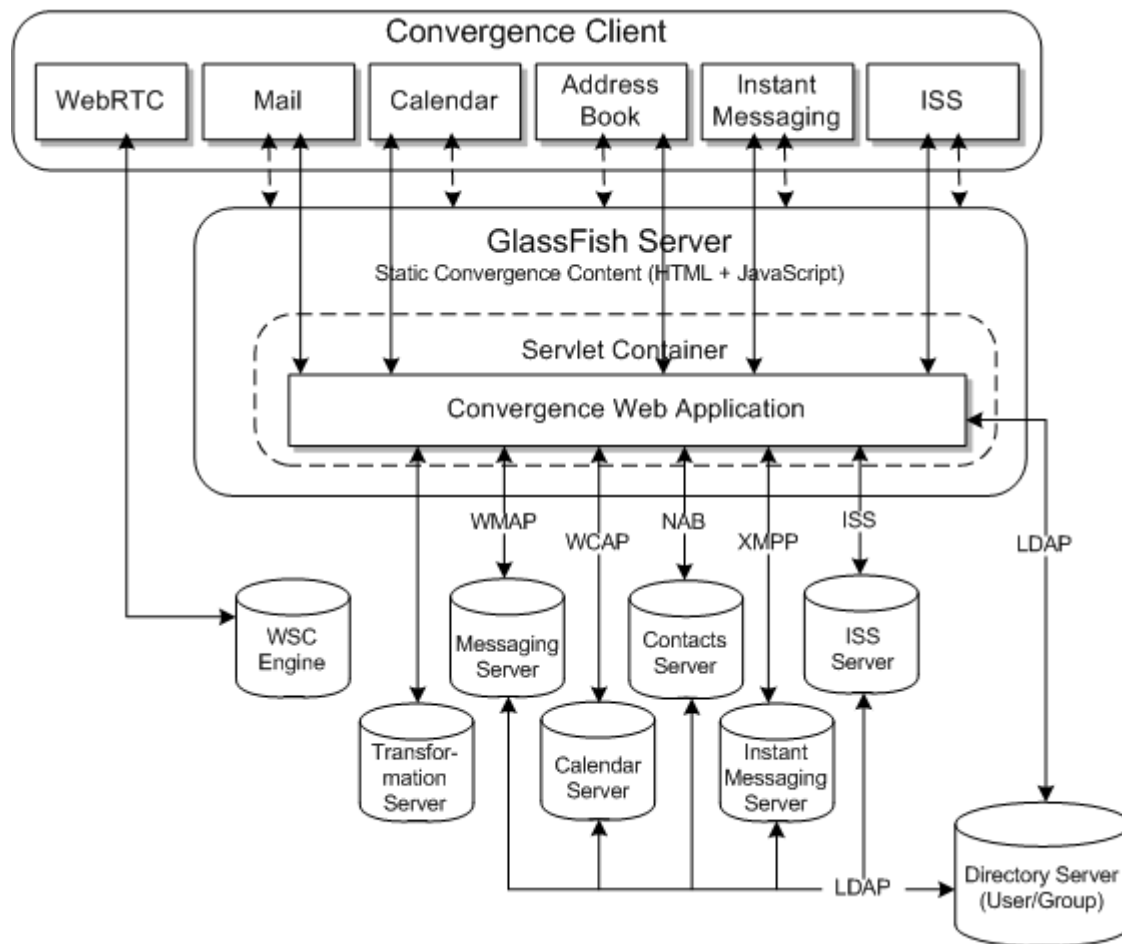 Convergence Client
WebRTC
Mail
Calendar
Address
Book
Instant
Messaging
ISS
GlassFish Server
Static Convergence Content (HTML + JavaScript)
Servlet Container
Convergence Web Application
WMAP
WCAP
NAB
XMPP
ISS
LDAP
WSC
Engine
Messaging
Server
Contacts
Server
ISS
Server
Transfor-
mation
Server
Calendar
Server
Instant
Messaging
Server
Directory Server
(User/Group)
LDAP